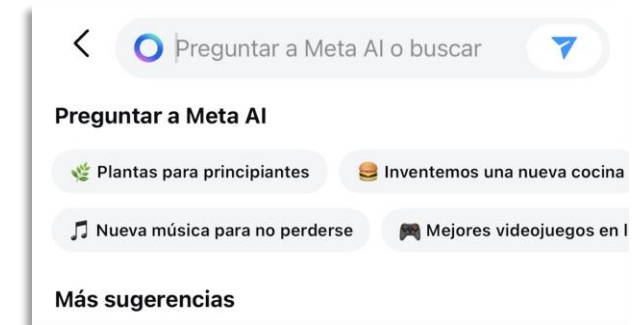 Preguntar a Meta AI o buscar
Preguntar a Meta AI
🌿 Plantas para principiantes 🍔 Inventemos una nueva cocina
🎵 Nueva música para no perderse 🎮 Mejores videojuegos en l
Más sugerencias